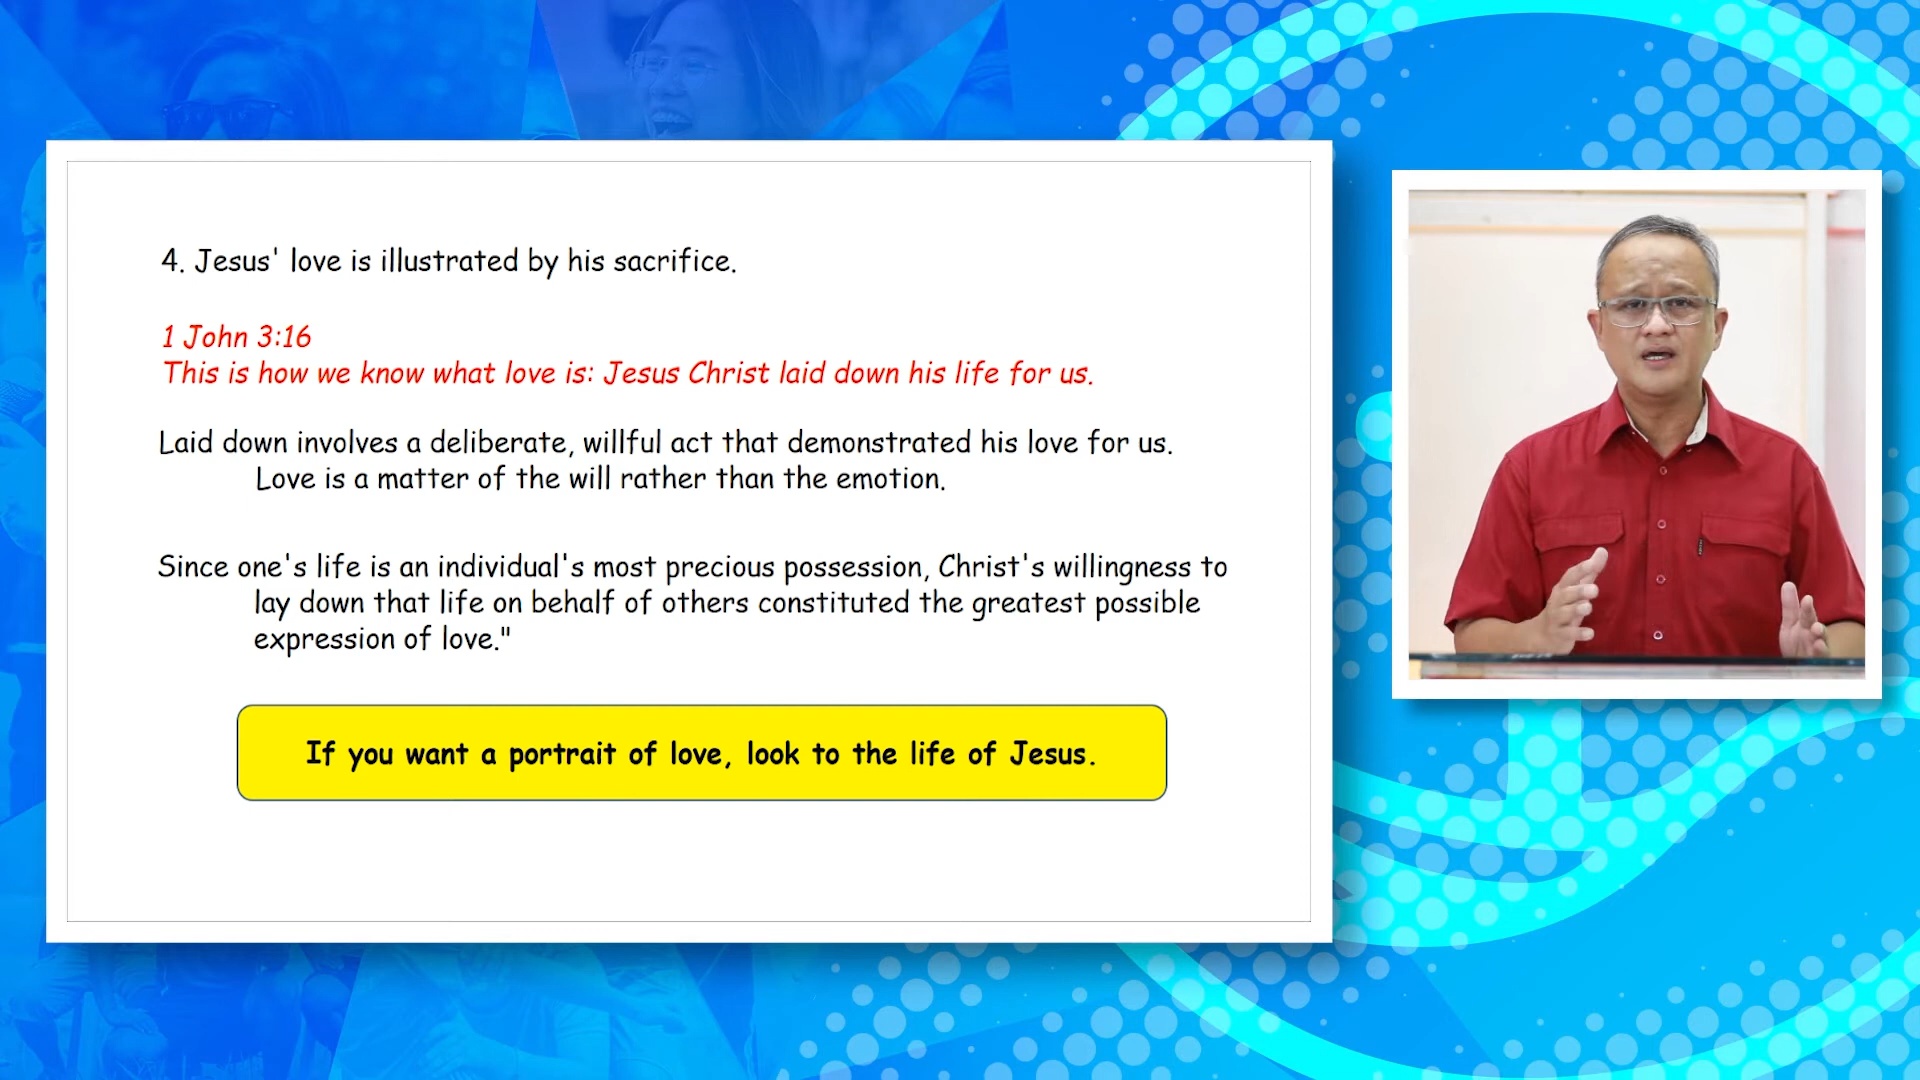 4. Jesus' love is illustrated by his sacrifice.
1 John 3:16
This is how we know what love is: Jesus Christ laid down his life for us.
Laid down involves a deliberate, willful act that demonstrated his love for us.
Love is a matter of the will rather than the emotion.
Since one's life is an individual's most precious possession, Christ's willingness to
lay down that life on behalf of others constituted the greatest possible
expression of love."
If you want a portrait of love, look to the life of Jesus.